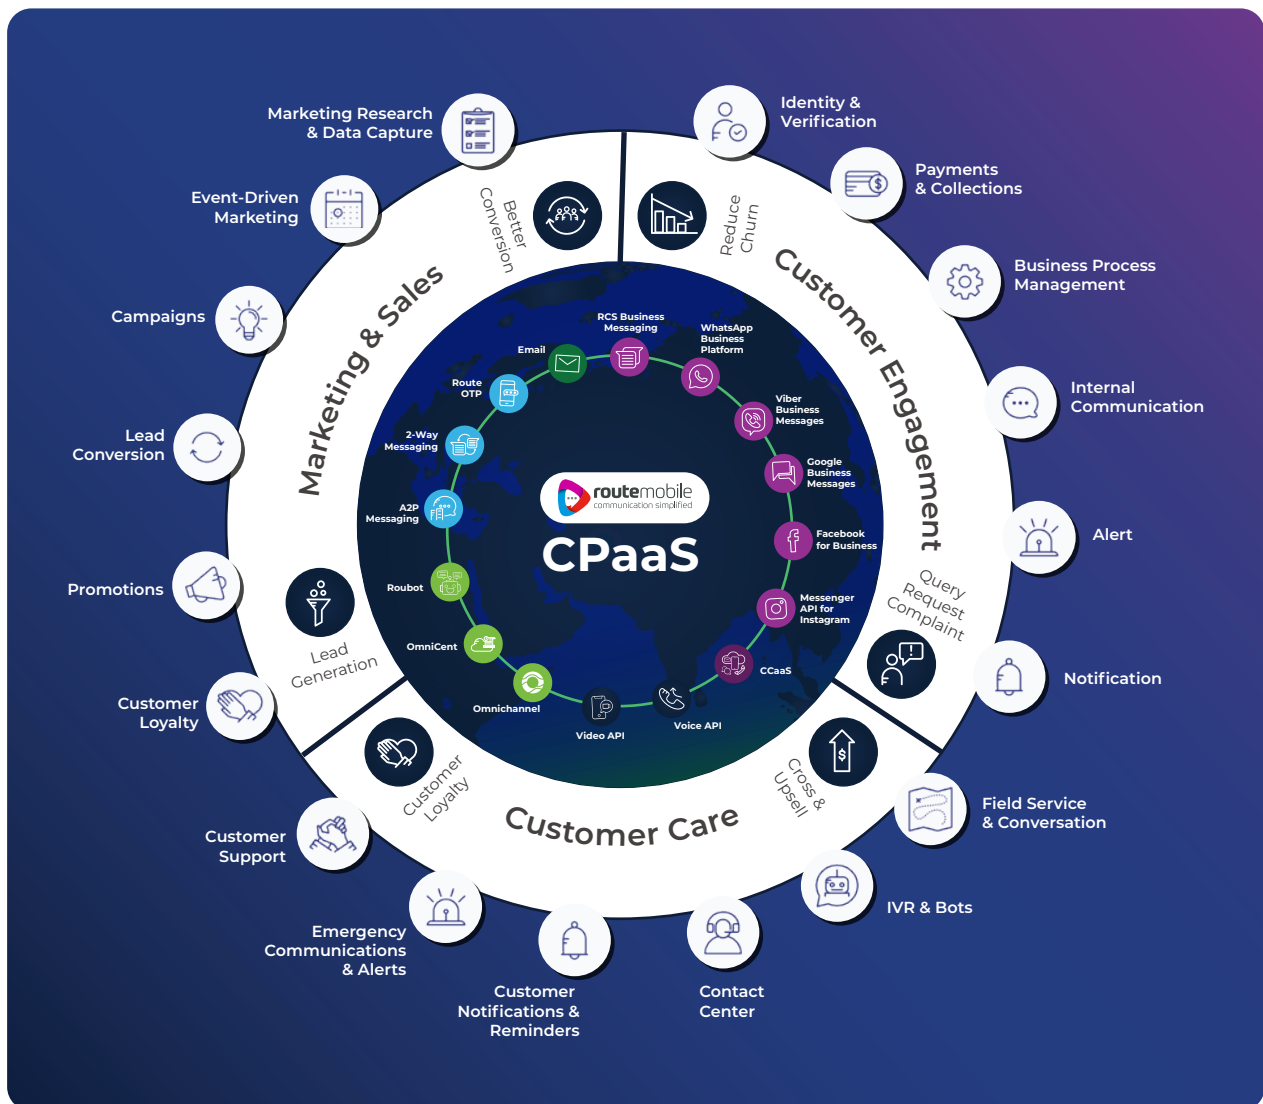 Marketing Research
& Data Capture
Event-Driven
Marketing
Campaigns
Lead
Conversion
Promotions
Customer
Loyalty
Identity &
Verification
Payments
& Collections
Business Process
Management
Internal
Communication
Alert
Notification
Field Service
& Conversation
IVR & Bots
Contact
Center
Customer
Notifications &
Reminders
Emergency
Communications
& Alerts
Customer
Support
Marketing & Sales
Better
Conversion
Lead
Generation
Customer Engagement
Reduce
Churn
Query
Request
Complaint
Customer Care
Customer
Loyalty
Cross &
Upsell
RCS Business
Messaging
WhatsApp
Business
Platform
Viber
Business
Messages
Google
Business
Messages
Facebook
for Business
Messenger
API for
Instagram
CCaaS
Voice API
Video API
Omnichannel
OmniCent
Roubot
A2P
Messaging
2-Way
Messaging
Route
OTP
Email
routemobile
communication simplified
CPaaS